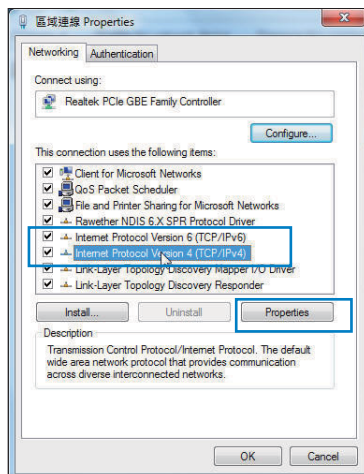 區域連線 Properties
Networking
Authentication
Connect using:
Realtek PCIe GBE Family Controller
Configure...
This connection uses the following items:
Client for Microsoft Networks
QoS Packet Scheduler
File and Printer Sharing for Microsoft Networks
Rawether NDIS 6.X SPR Protocol Driver
Internet Protocol Version 6 (TCP/IPv6)
Internet Protocol Version 4 (TCP/IPv4)
Link-Layer Topology Discovery Mapper I/O Driver
Link-Layer Topology Discovery Responder
Install...
Uninstall
Properties
Description
Transmission Control Protocol/Internet Protocol. The default
wide area network protocol that provides communication
across diverse interconnected networks.
OK
Cancel